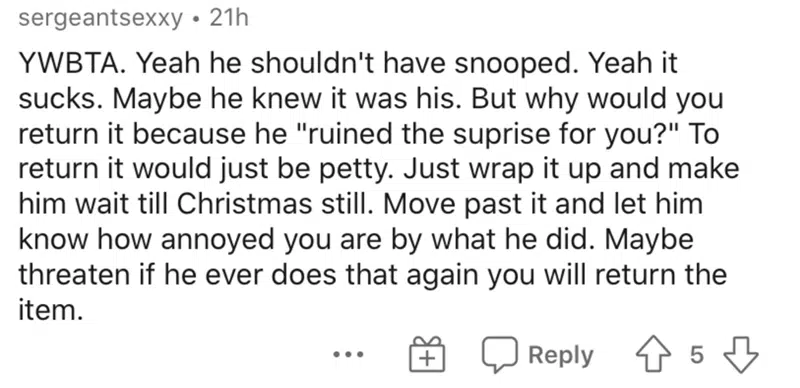 sergeantsexxy • 21h
YWBTA. Yeah he shouldn't have snooped. Yeah it
sucks. Maybe he knew it was his. But why would you
return it because he "ruined the suprise for you?" To
return it would just be petty. Just wrap it up and make
him wait till Christmas still. Move past it and let him
know how annoyed you are by what he did. Maybe
threaten if he ever does that again you will return the
item.
Reply 5